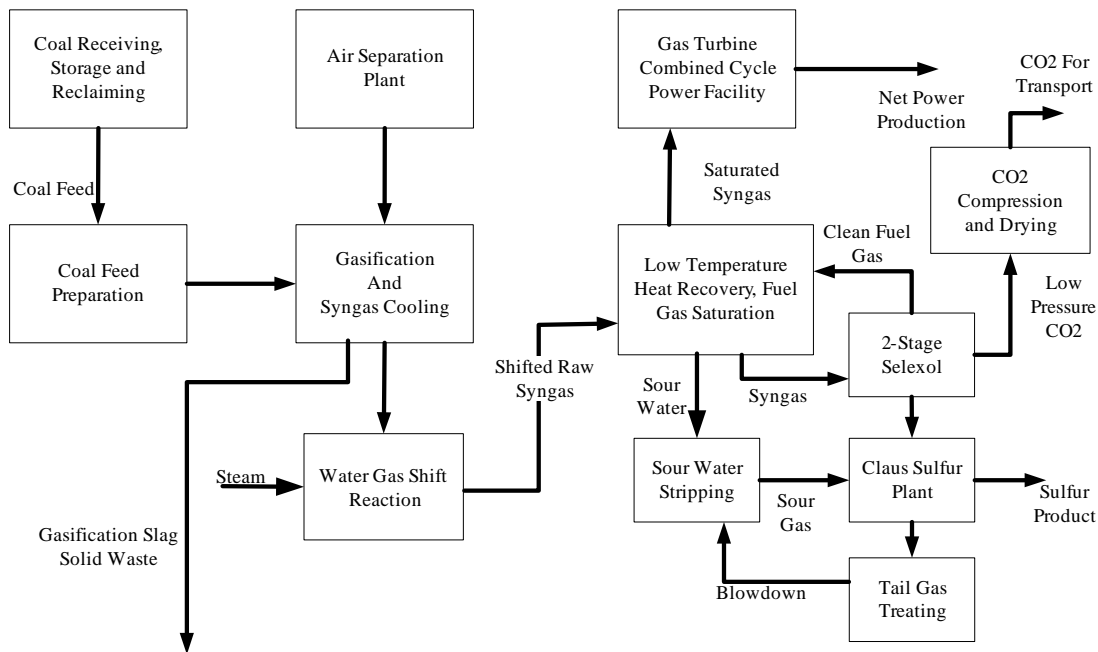 Coal Receiving,
Storage and
Reclaiming
Air Separation
Plant
Gas Turbine
Combined Cycle
Power Facility
CO2 For
Transport
Net Power
Production
Coal Feed
Saturated
Syngas
CO2
Compression
and Drying
Coal Feed
Preparation
Gasification
And
Syngas Cooling
Low Temperature
Heat Recovery, Fuel
Gas Saturation
Clean Fuel
Gas
Low
Pressure
CO2
2-Stage
Selexol
Shifted Raw
Syngas
Sour
Water
Syngas
Steam
Water Gas Shift
Reaction
Sour Water
Stripping
Sour
Gas
Claus Sulfur
Plant
Sulfur
Product
Gasification Slag
Solid Waste
Blowdown
Tail Gas
Treating